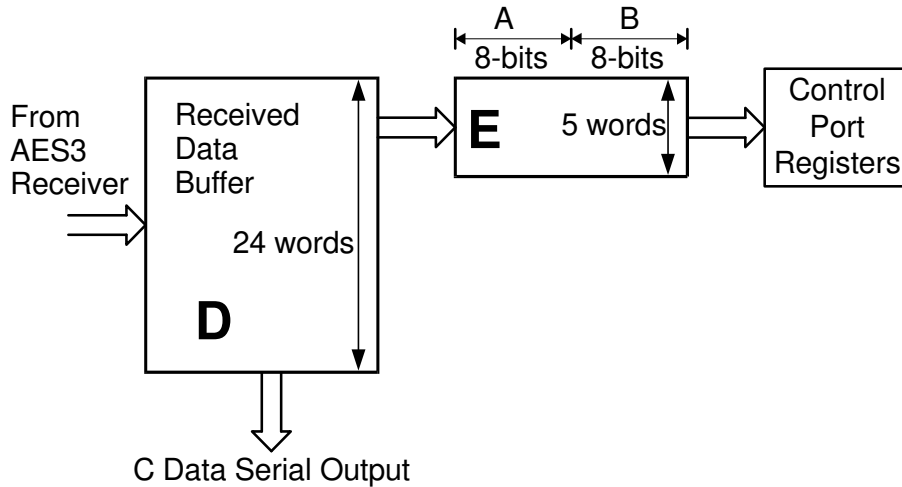 A
B
8-bits
8-bits
From
AES3
Receiver
Received
Data
Buffer
24 words
D
E
5 words
Control
Port
Registers
C Data Serial Output